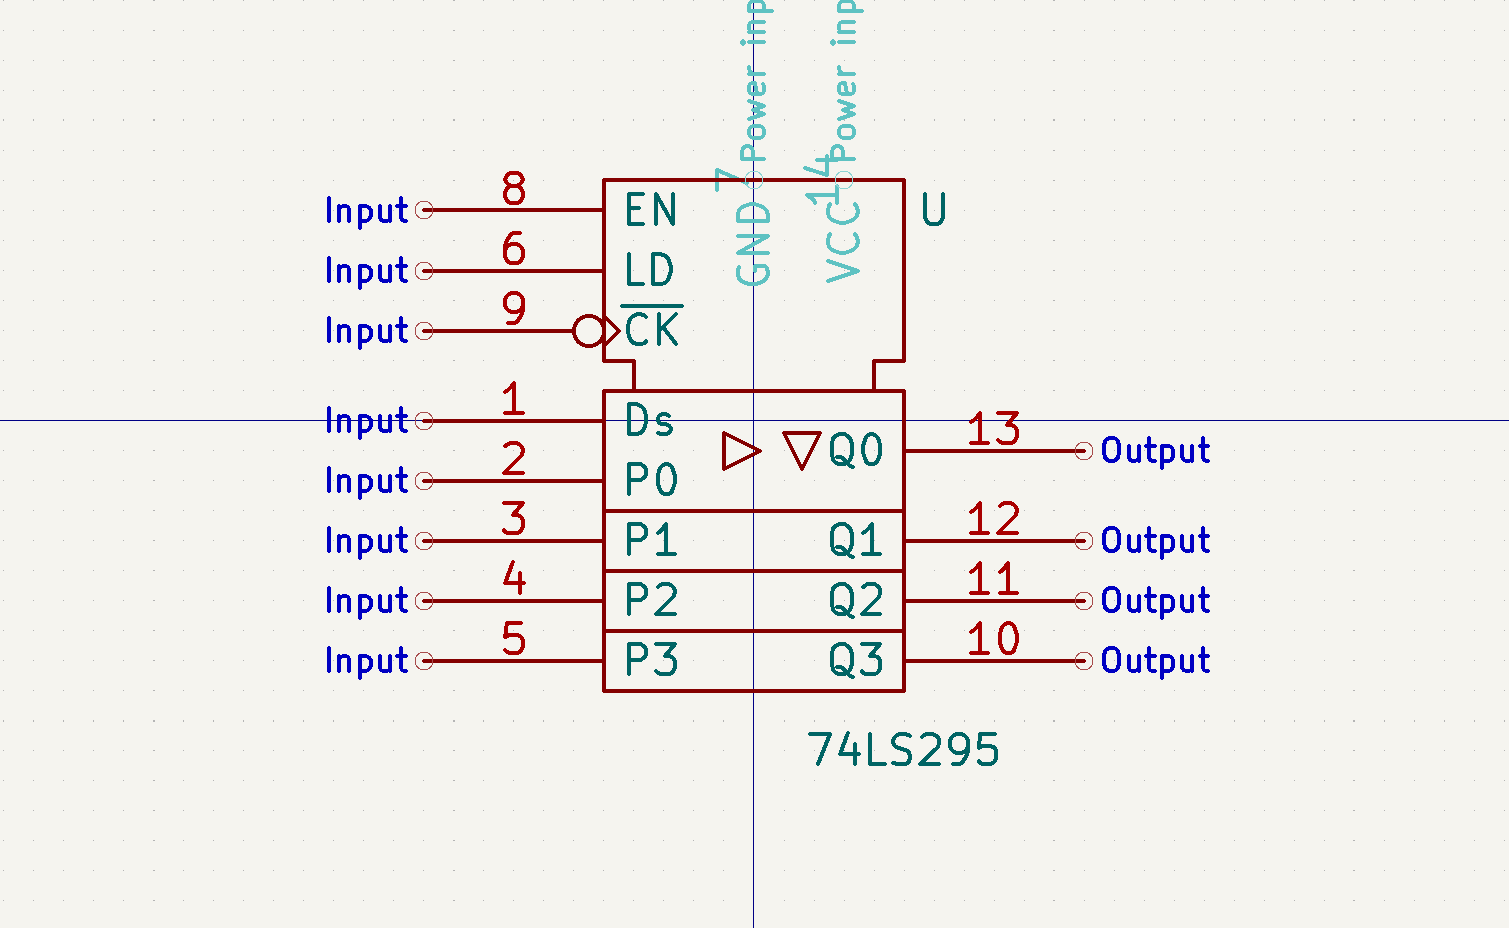 Power inp
Power inp
7
14
GND
VCC
U
Input 8 EN
Input 6 LD
Input 9 CK
Input 1 Ds
Q0 13 Output
Input 2 P0
Input 3 P1 Q1 12 Output
Input 4 P2 Q2 11 Output
Input 5 P3 Q3 10 Output
74LS295